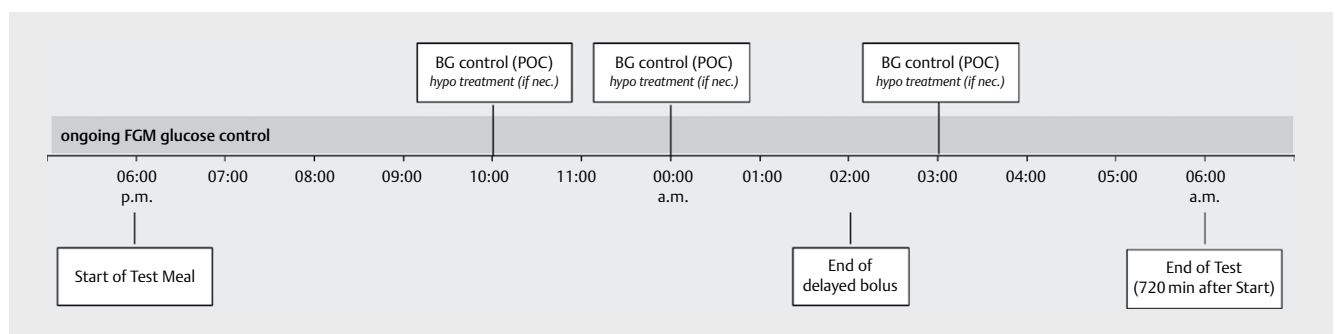 BG control (POC)
hypo treatment (if nec.)
BG control (POC)
hypo treatment (if nec.)
BG control (POC)
hypo treatment (if nec.)
ongoing FGM glucose control
06:00 07:00 08:00 09:00 10:00 11:00 00:00 01:00 02:00 03:00 04:00 05:00 06:00
p.m. a.m. a.m.
Start of Test Meal
End of
delayed bolus
End of Test
(720 min after Start)